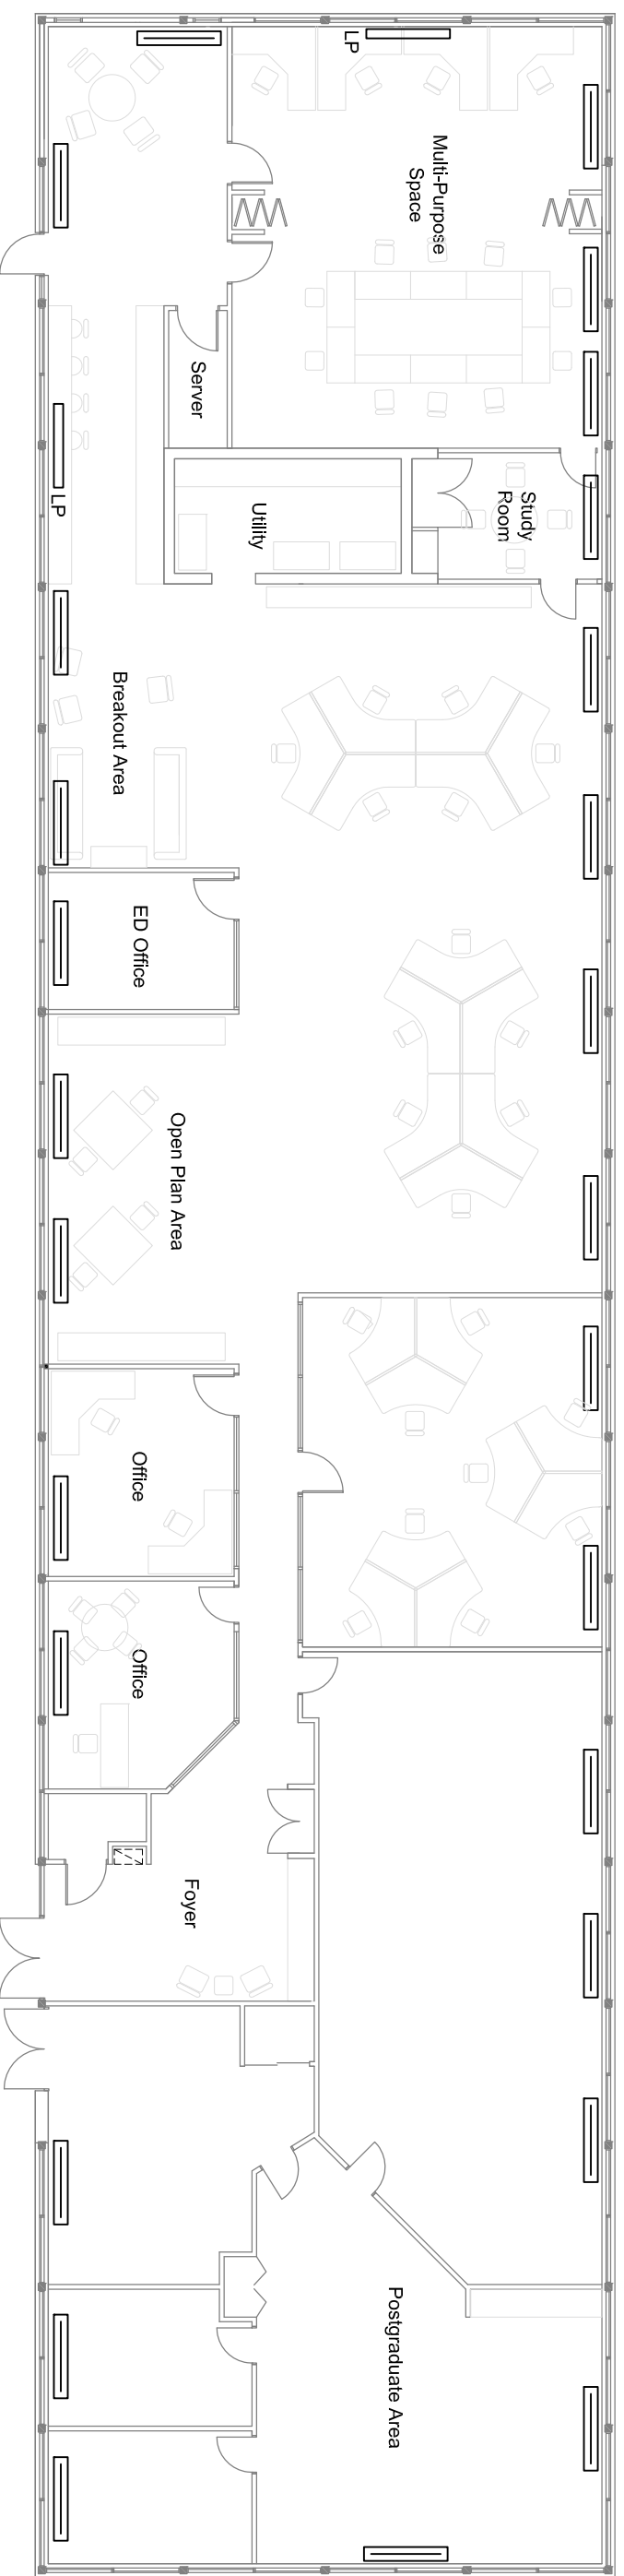 LP
Multi-Purpose
Space
Server
LP
Utility
Study
Room
Breakout Area
ED Office
Open Plan Area
Office
Office
Foyer
Postgraduate Area